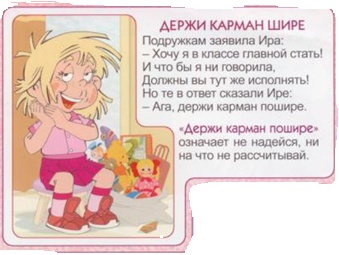 ДЕРЖИ КАРМАН ШИРЕ
Подружкам заявила Ира:
– Хочу я в классе главной стать!
И что бы я ни говорила,
Должны вы тут же исполнять!
Но те в ответ сказали Ире:
– Ага, держи карман пошире.
«Держи карман пошире»
означает не надейся, ни
на что не рассчитывай.